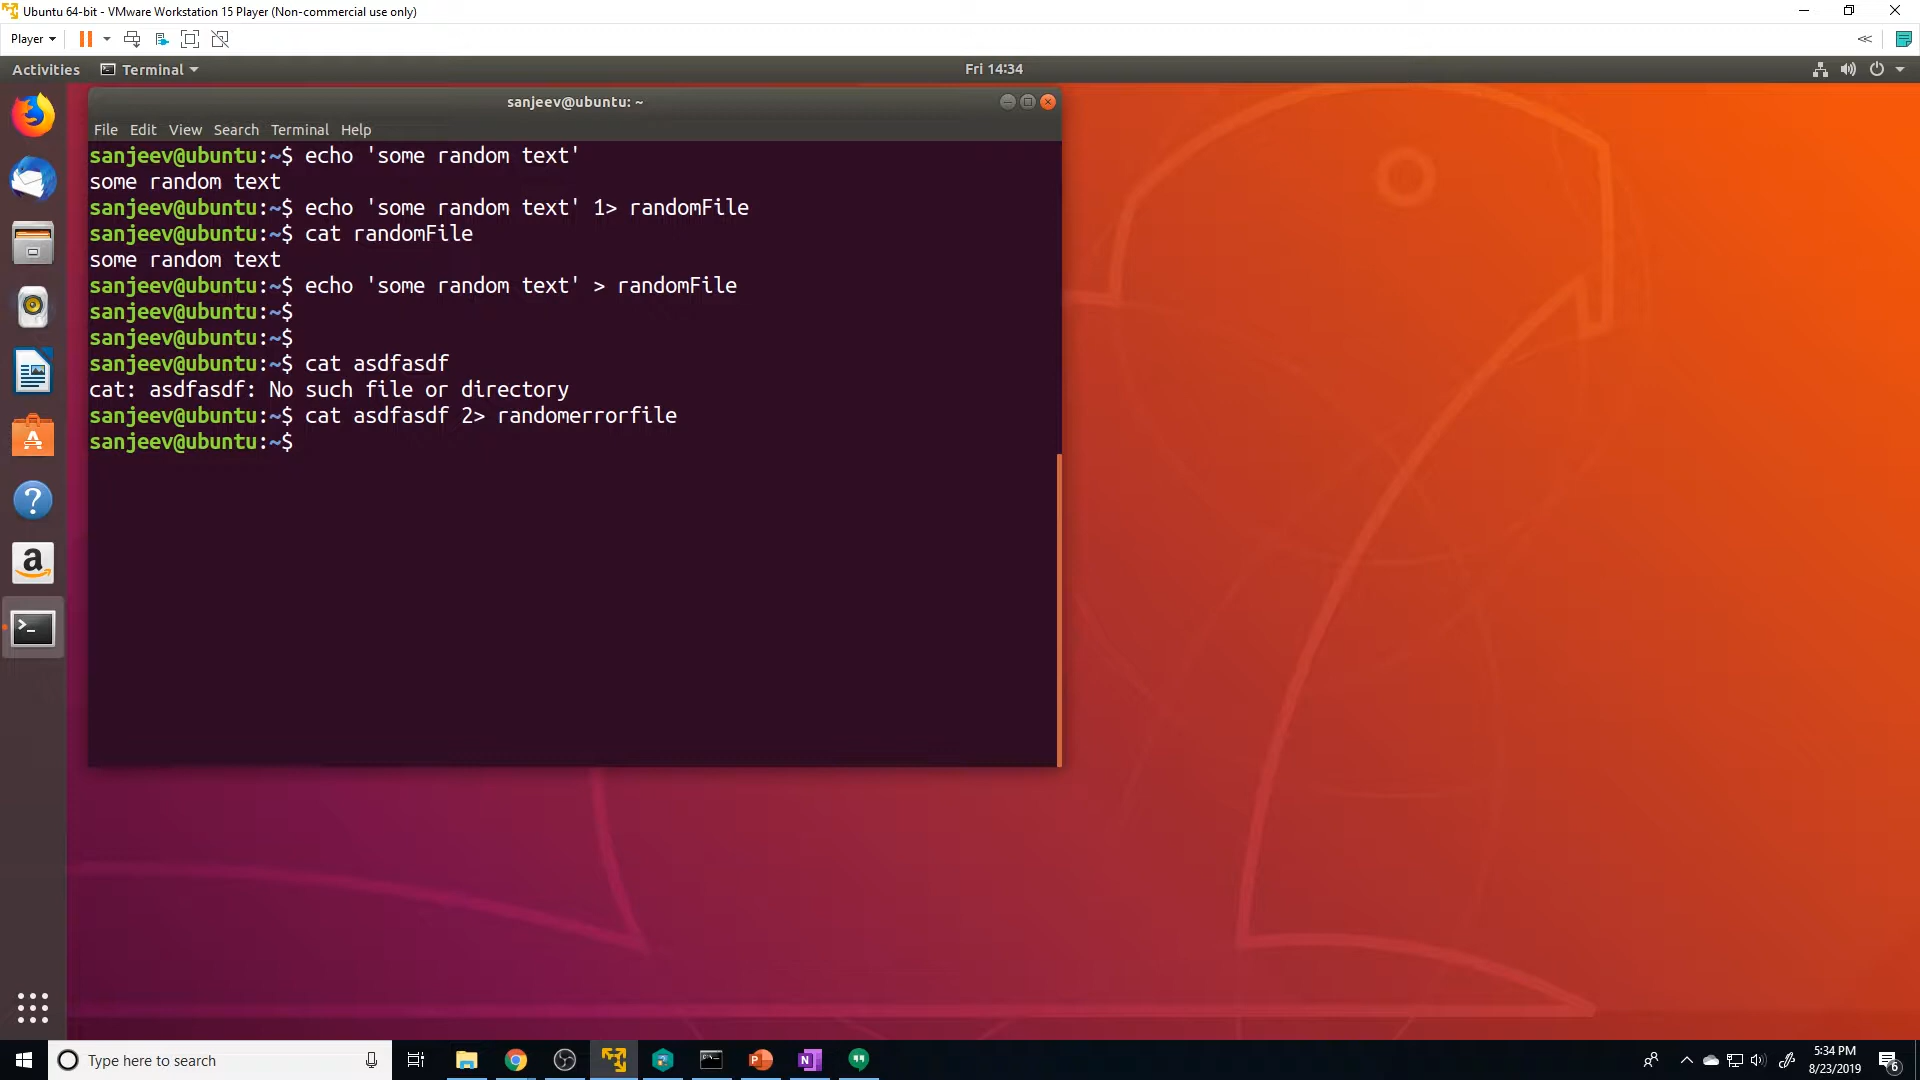 Ubuntu 64-bit - VMware Workstation 15 Player (Non-commercial use only)
Player
Activities Terminal Fri 14:34
sanjeev@ubuntu: ~
File Edit View Search Terminal Help
sanjeev@ubuntu:~$ echo 'some random text'
some random text
sanjeev@ubuntu:~$ echo 'some random text' 1> randomFile
sanjeev@ubuntu:~$ cat randomFile
some random text
sanjeev@ubuntu:~$ echo 'some random text' > randomFile
sanjeev@ubuntu:~$
sanjeev@ubuntu:~$
sanjeev@ubuntu:~$ cat asdfasdf
cat: asdfasdf: No such file or directory
sanjeev@ubuntu:~$ cat asdfasdf 2> randomerrorfile
sanjeev@ubuntu:~$
Type here to search
5:34 PM
8/23/2019
6